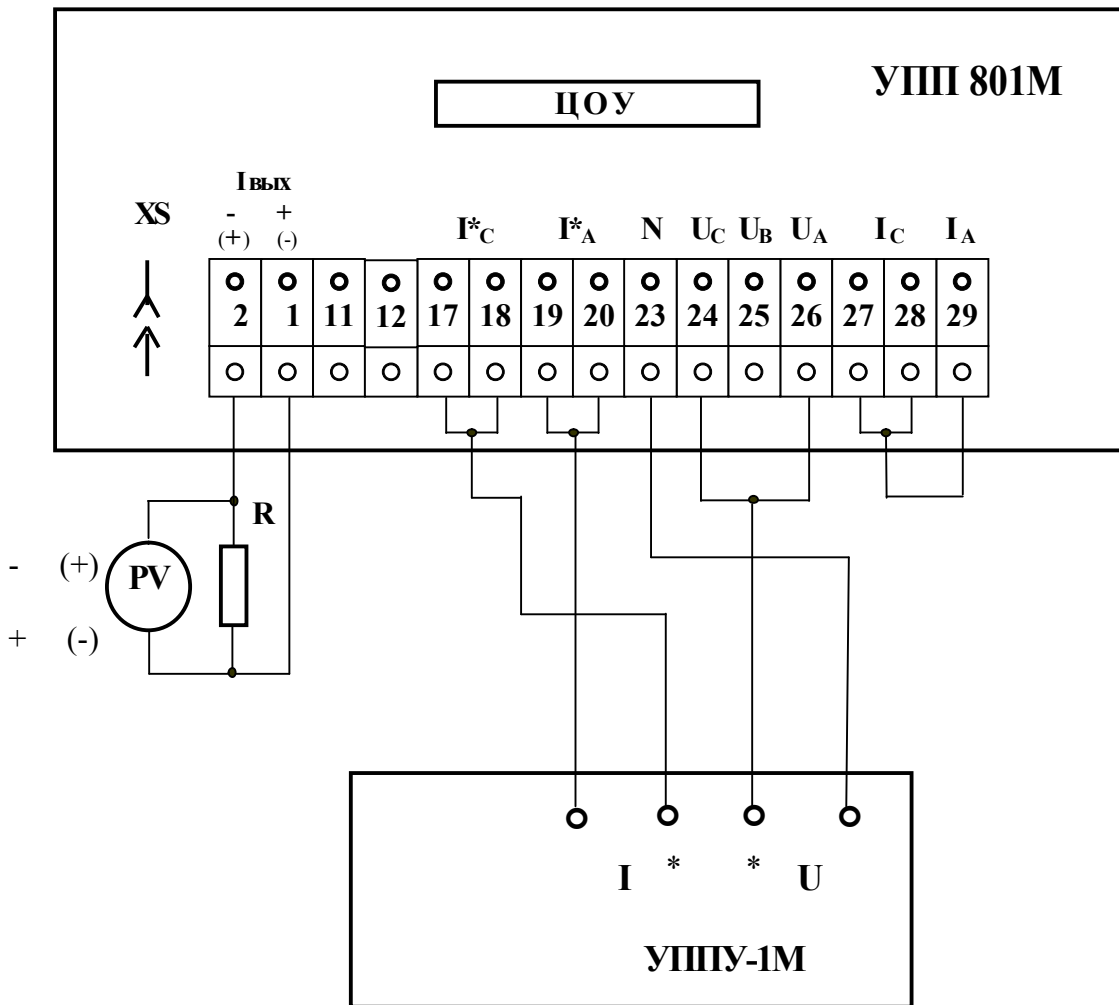 УПП 801М
ЦОУ
I вых
XS - + I*C I*A N UC UB UA IC IA
(+) (-)
2 1 11 12 17 18 19 20 23 24 25 26 27 28 29
R
- (+) PV
+ (-)
I * * U
УППУ-1М